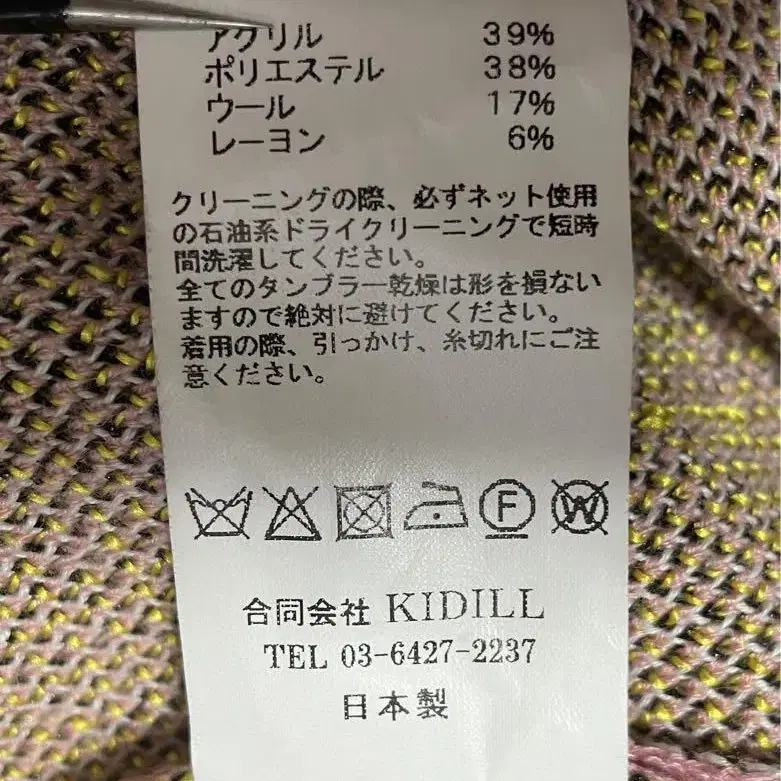 アクリル 39%
ポリエステル 38%
ウール 17%
レーヨン 6%
クリーニングの際、必ずネット使用
の石油系ドライクリーニングで短時
間洗濯してください。
全てのタンブラー乾燥は形を損ない
ますので絶対に避けてください。
着用の際、引っかけ、糸切れにご注
意ください。
F W
合同会社 KIDILL
TEL 03-6427-2237
日本製